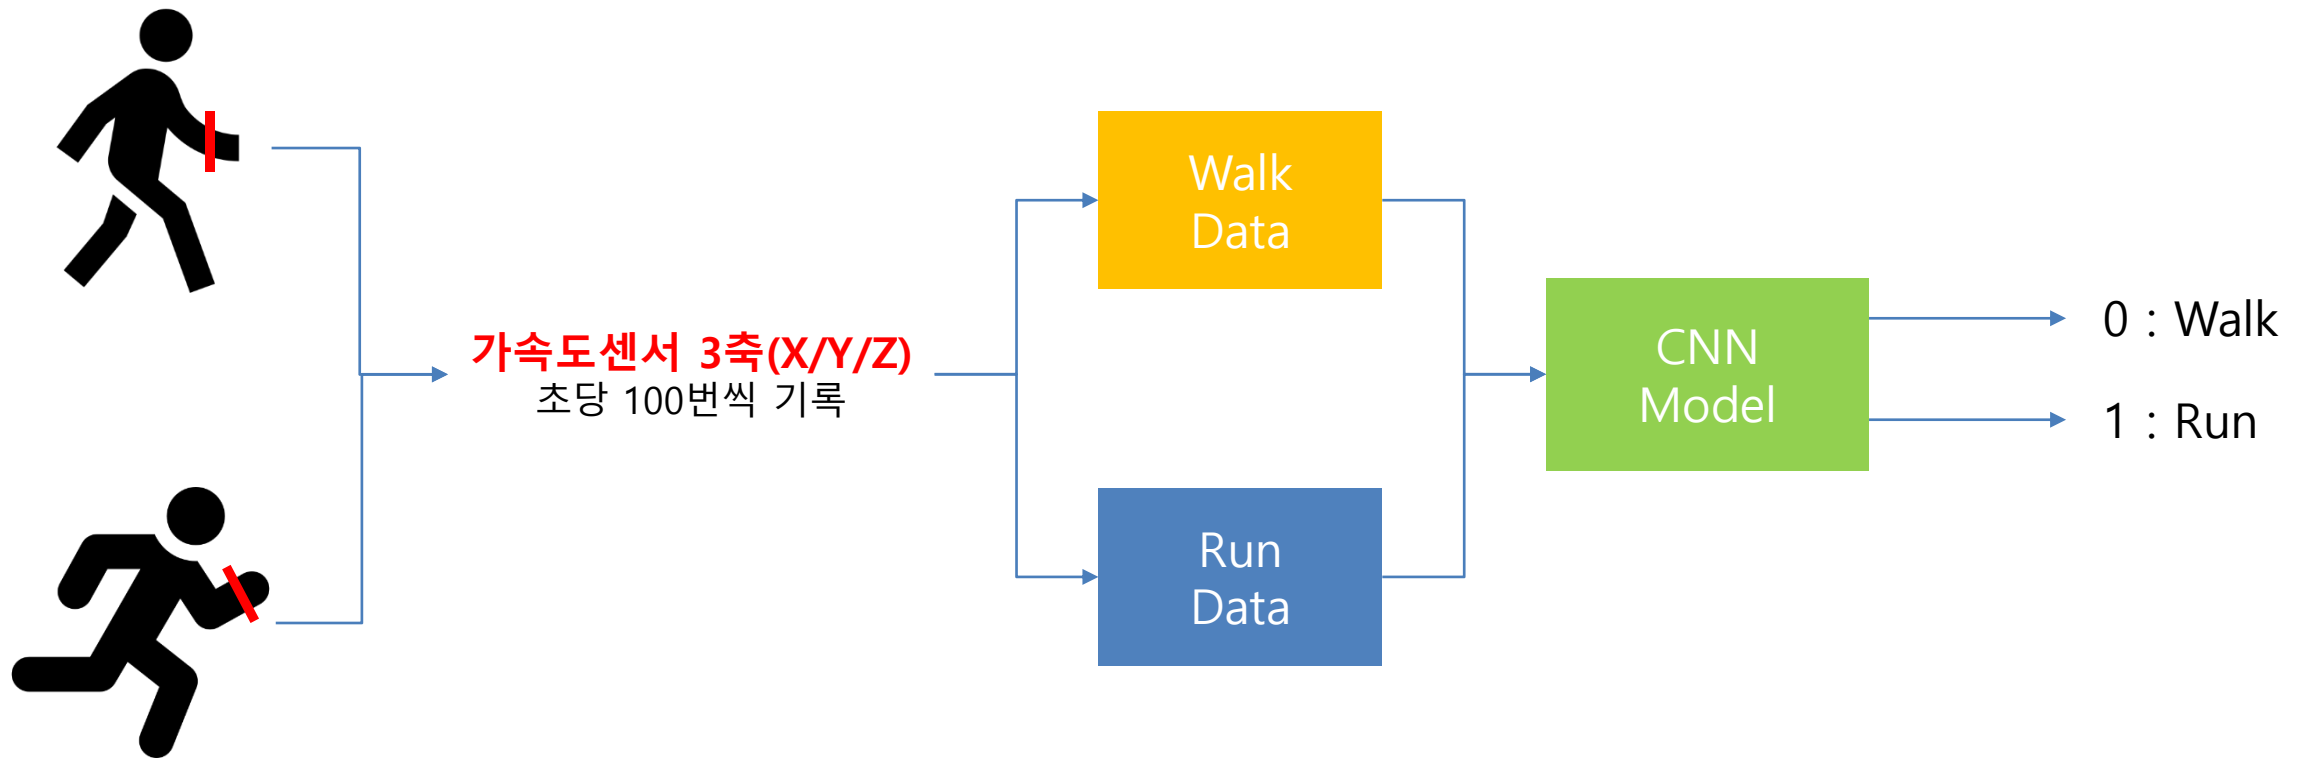 가속도센서 3축(X/Y/Z)
초당 100번씩 기록
Walk
Data
Run
Data
CNN
Model
0 : Walk
1 : Run